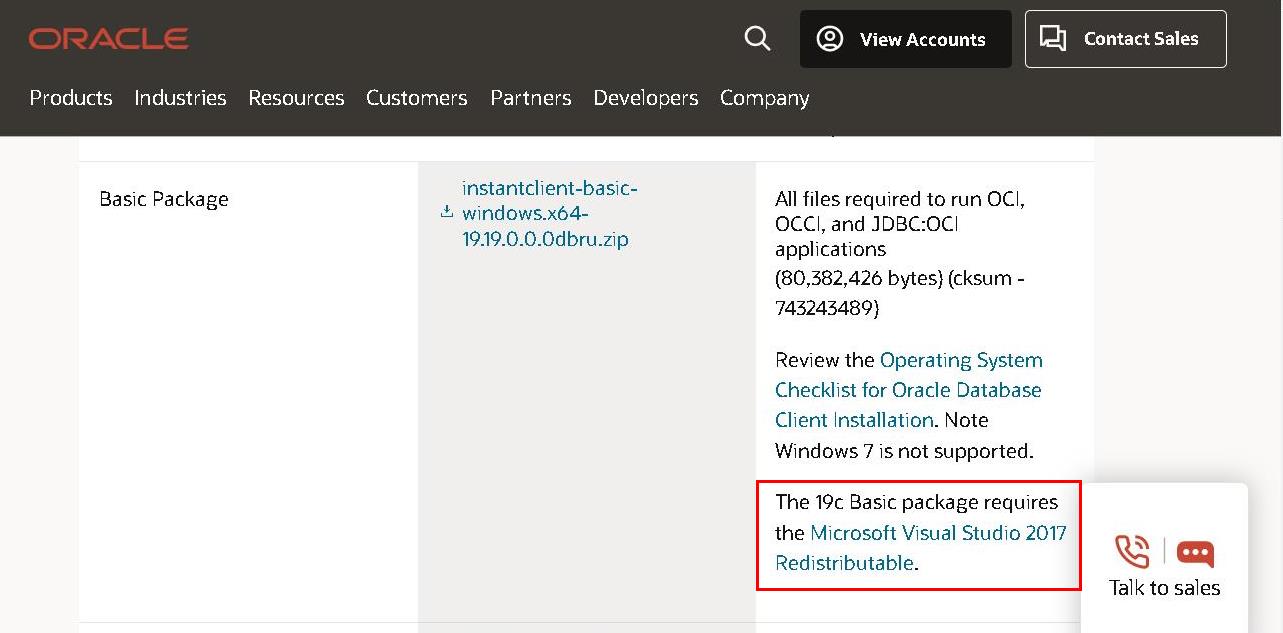 ORACLE
View Accounts
Contact Sales
Products Industries Resources Customers Partners Developers Company
Basic Package
instantclient-basic-
windows.x64-
19.19.0.0.0dbru.zip
All files required to run OCI,
OCCI, and JDBC:OCI
applications
(80,382,426 bytes) (cksum -
743243489)
Review the Operating System
Checklist for Oracle Database
Client Installation. Note
Windows 7 is not supported.
The 19c Basic package requires
the Microsoft Visual Studio 2017
Redistributable.
Talk to sales